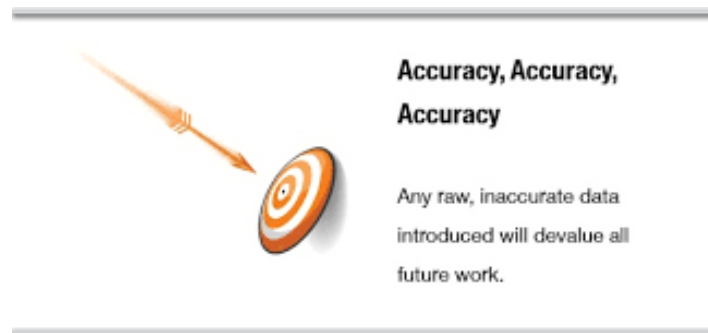 Accuracy, Accuracy,
Accuracy
Any raw, inaccurate data
introduced will devalue all
future work.